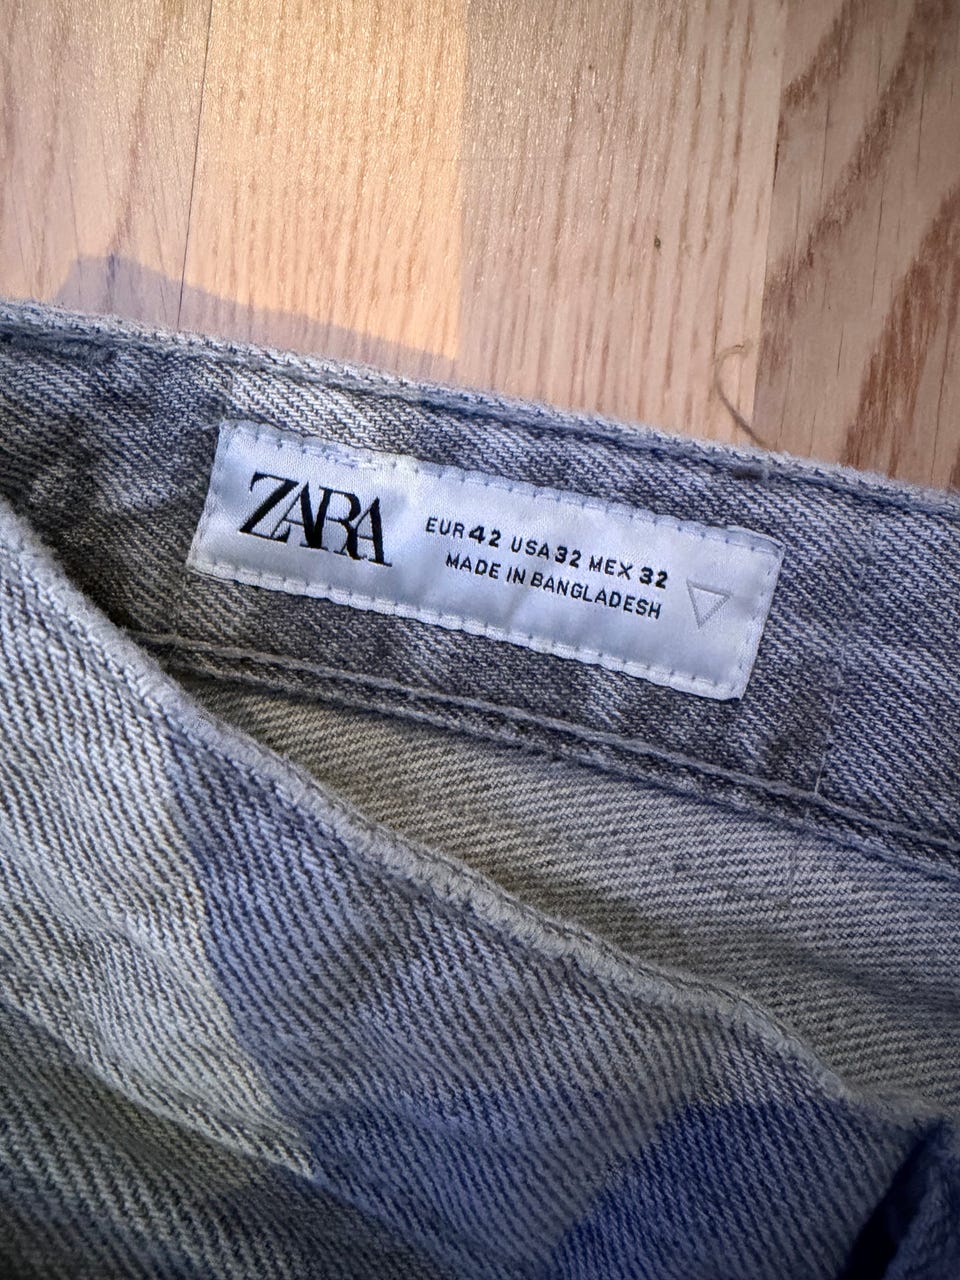 ZARA
EUR 42 USA 32 MEX 32
MADE IN BANGLADESH